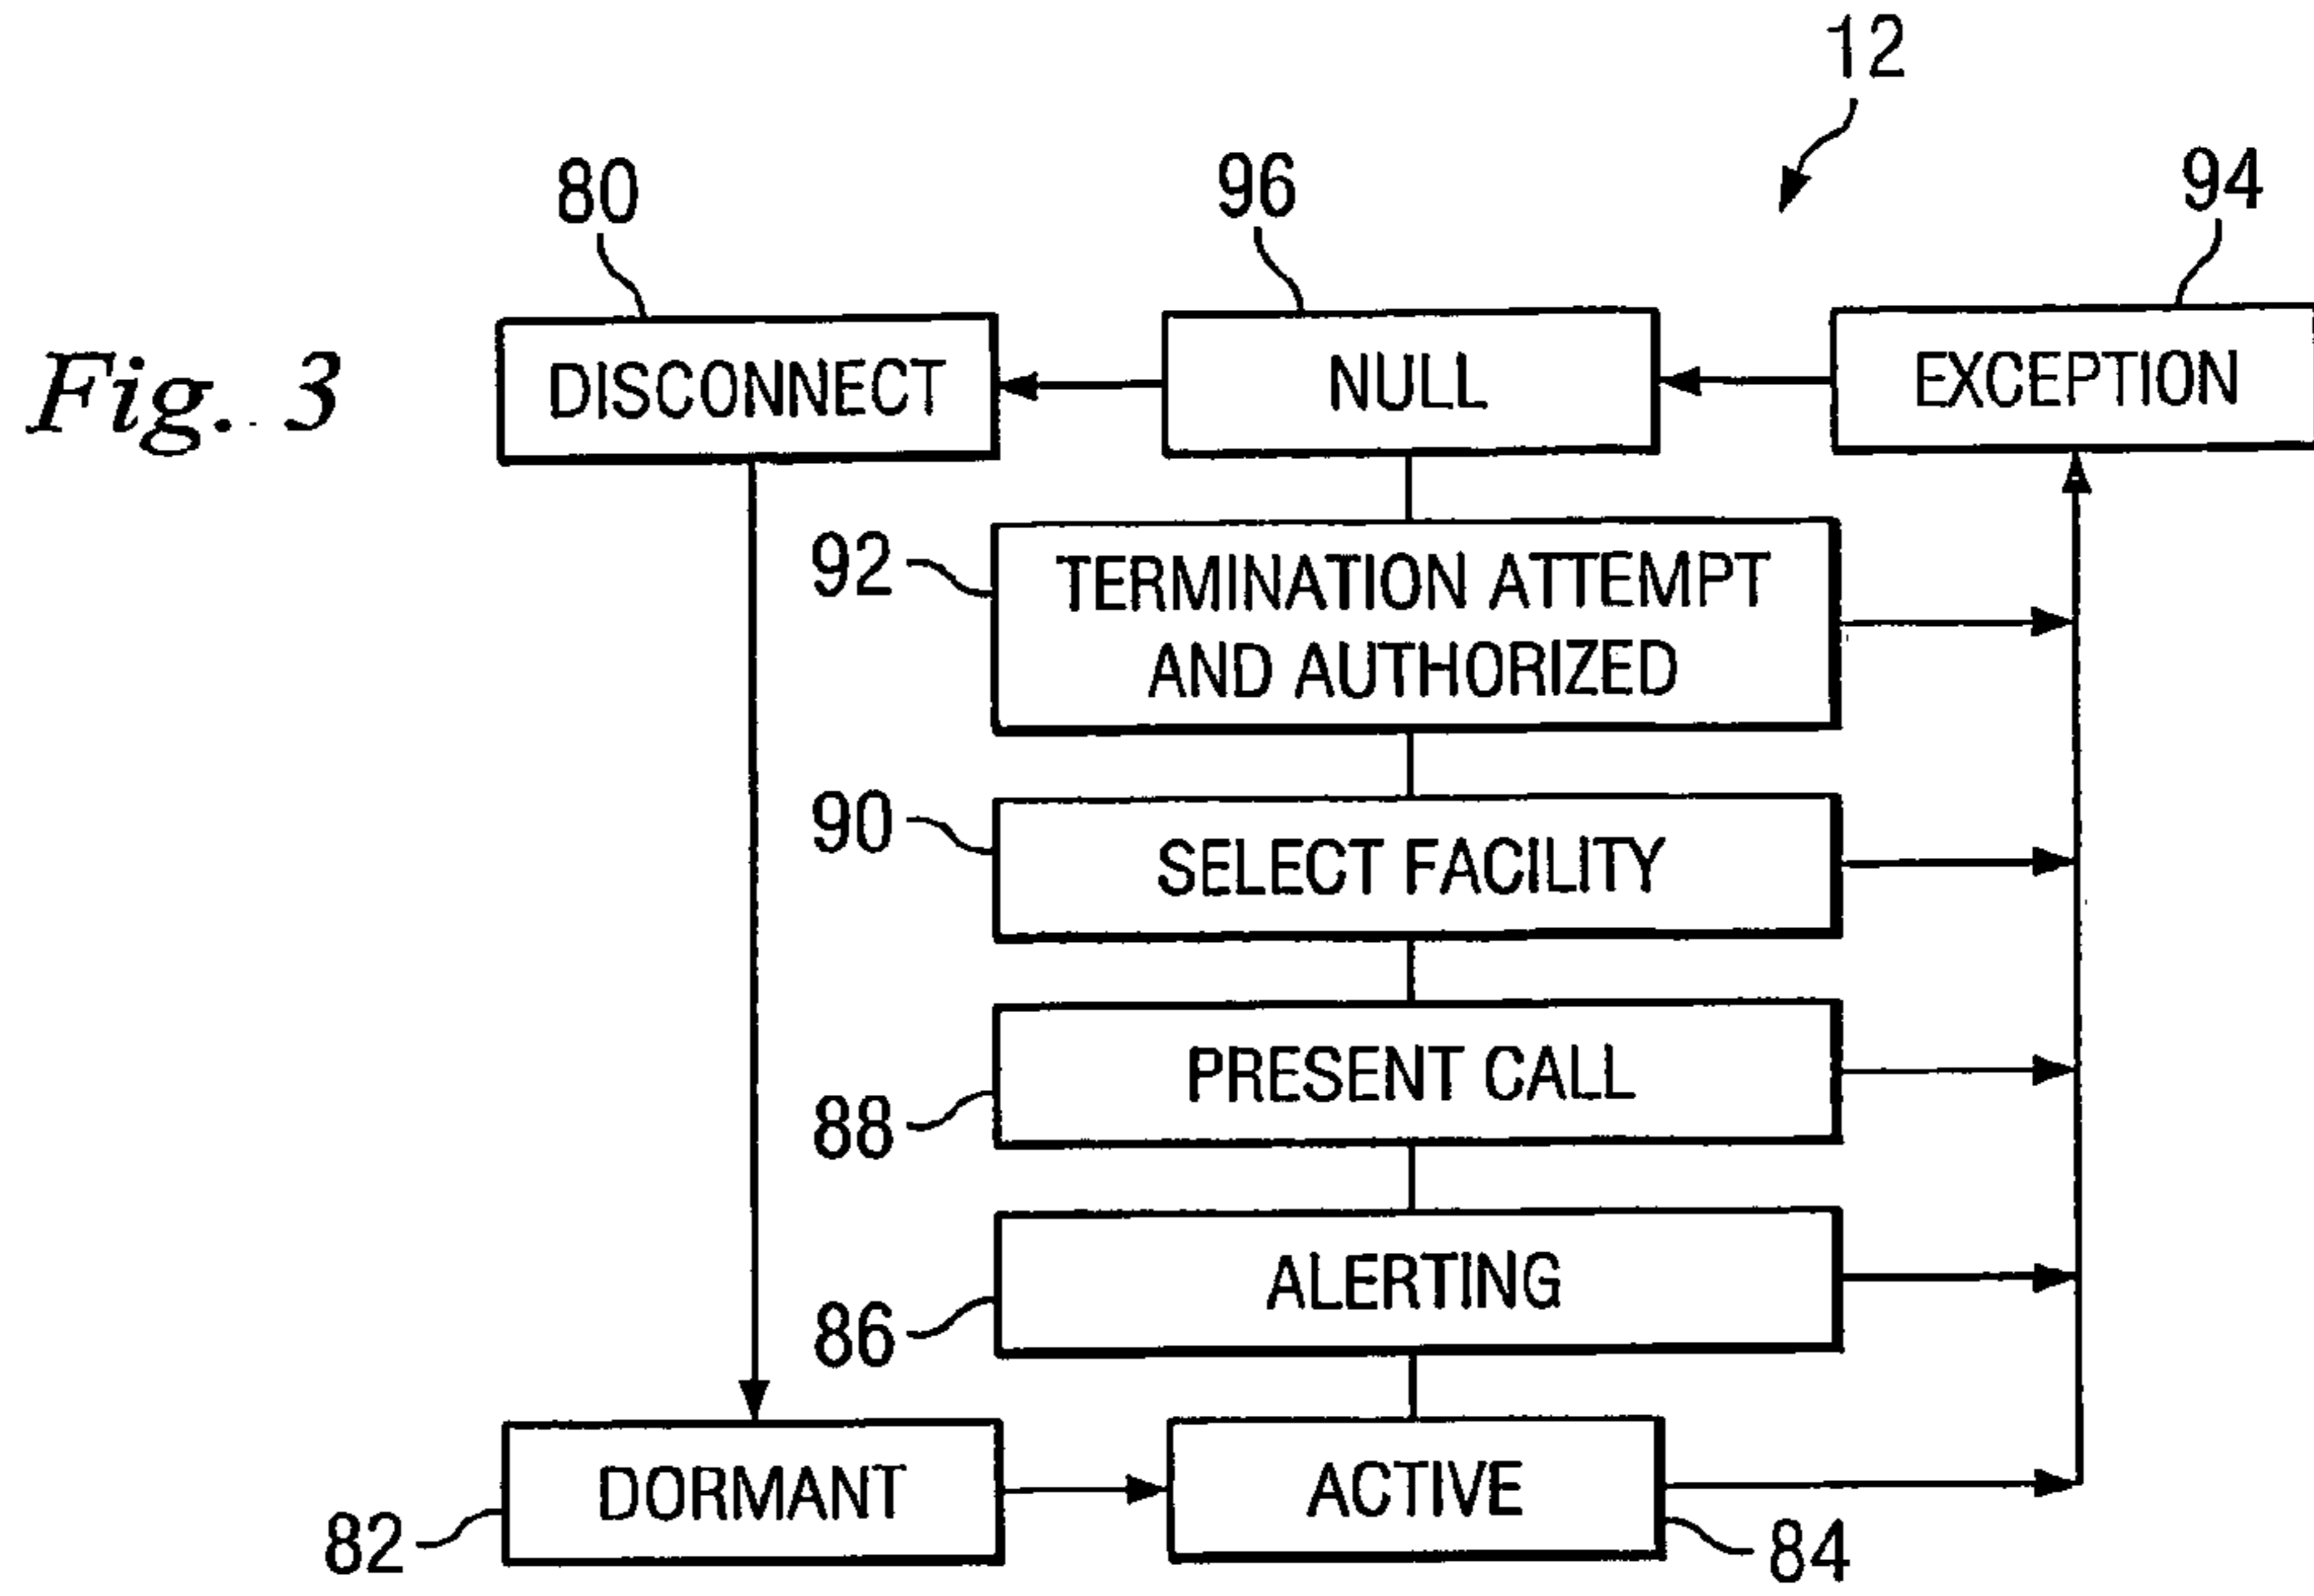 12
80
96
94
Fig. 3
DISCONNECT
NULL
EXCEPTION
92
TERMINATION ATTEMPT
AND AUTHORIZED
90
SELECT FACILITY
PRESENT CALL
88
ALERTING
86
DORMANT
ACTIVE
82
84